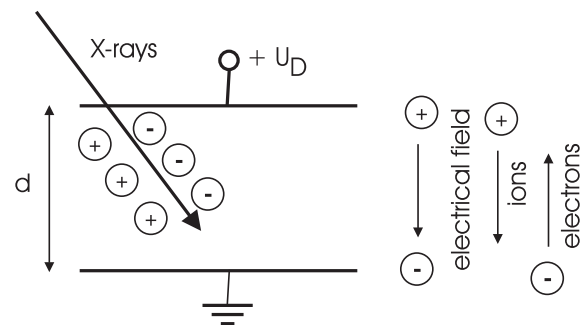 X-rays
+ U_D
d
+
+
+
-
-
-
+
-
electrical field
+
ions
electrons
-